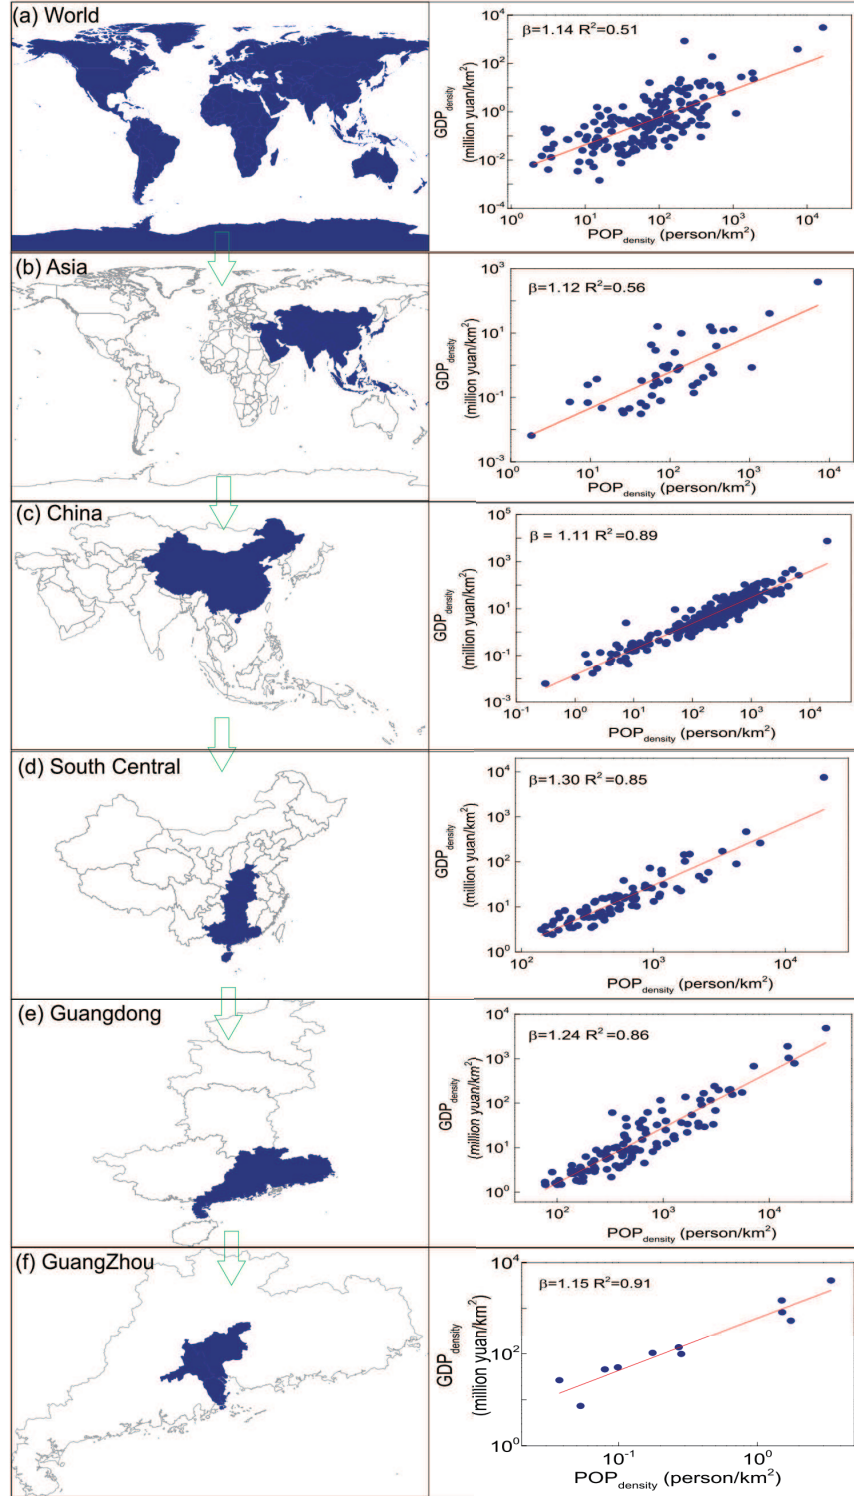 (a) World
β=1.14 R²=0.51
GDP_density
(million yuan/km²)
10⁴
10²
10⁰
10⁻²
10⁻⁴
10⁰ 10¹ 10² 10³ 10⁴
POP_density (person/km²)
(b) Asia
β=1.12 R²=0.56
GDP_density
(million yuan/km²)
10³
10¹
10⁻¹
10⁻³
10⁰ 10¹ 10² 10³ 10⁴
POP_density (person/km²)
(c) China
β = 1.11 R²=0.89
GDP_density
(million yuan/km²)
10⁵
10³
10¹
10⁻¹
10⁻³
10⁻¹ 10⁰ 10¹ 10² 10³ 10⁴
POP_density (person/km²)
(d) South Central
β=1.30 R²=0.85
GDP_density
(million yuan/km²)
10⁴
10²
10¹
10⁰
10² 10³ 10⁴
POP_density (person/km²)
(e) Guangdong
β=1.24 R²=0.86
GDP_density
(million yuan/km²)
10³
10²
10¹
10⁰
10² 10³ 10⁴
POP_density (person/km²)
(f) GuangZhou
β=1.15 R²=0.91
GDP_density
(million yuan/km²)
10⁴
10²
10⁰
10⁻¹ 10⁰
POP_density (person/km²)